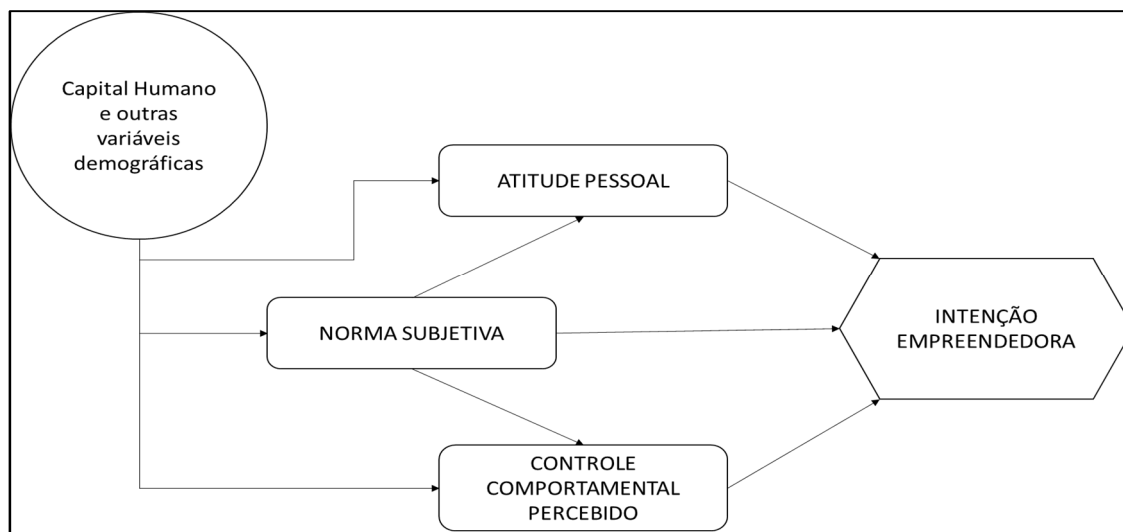 Capital Humano
e outras
variáveis
demográficas
ATITUDE PESSOAL
NORMA SUBJETIVA
INTENÇÃO
EMPREENDEDORA
CONTROLE
COMPORTAMENTAL
PERCEBIDO